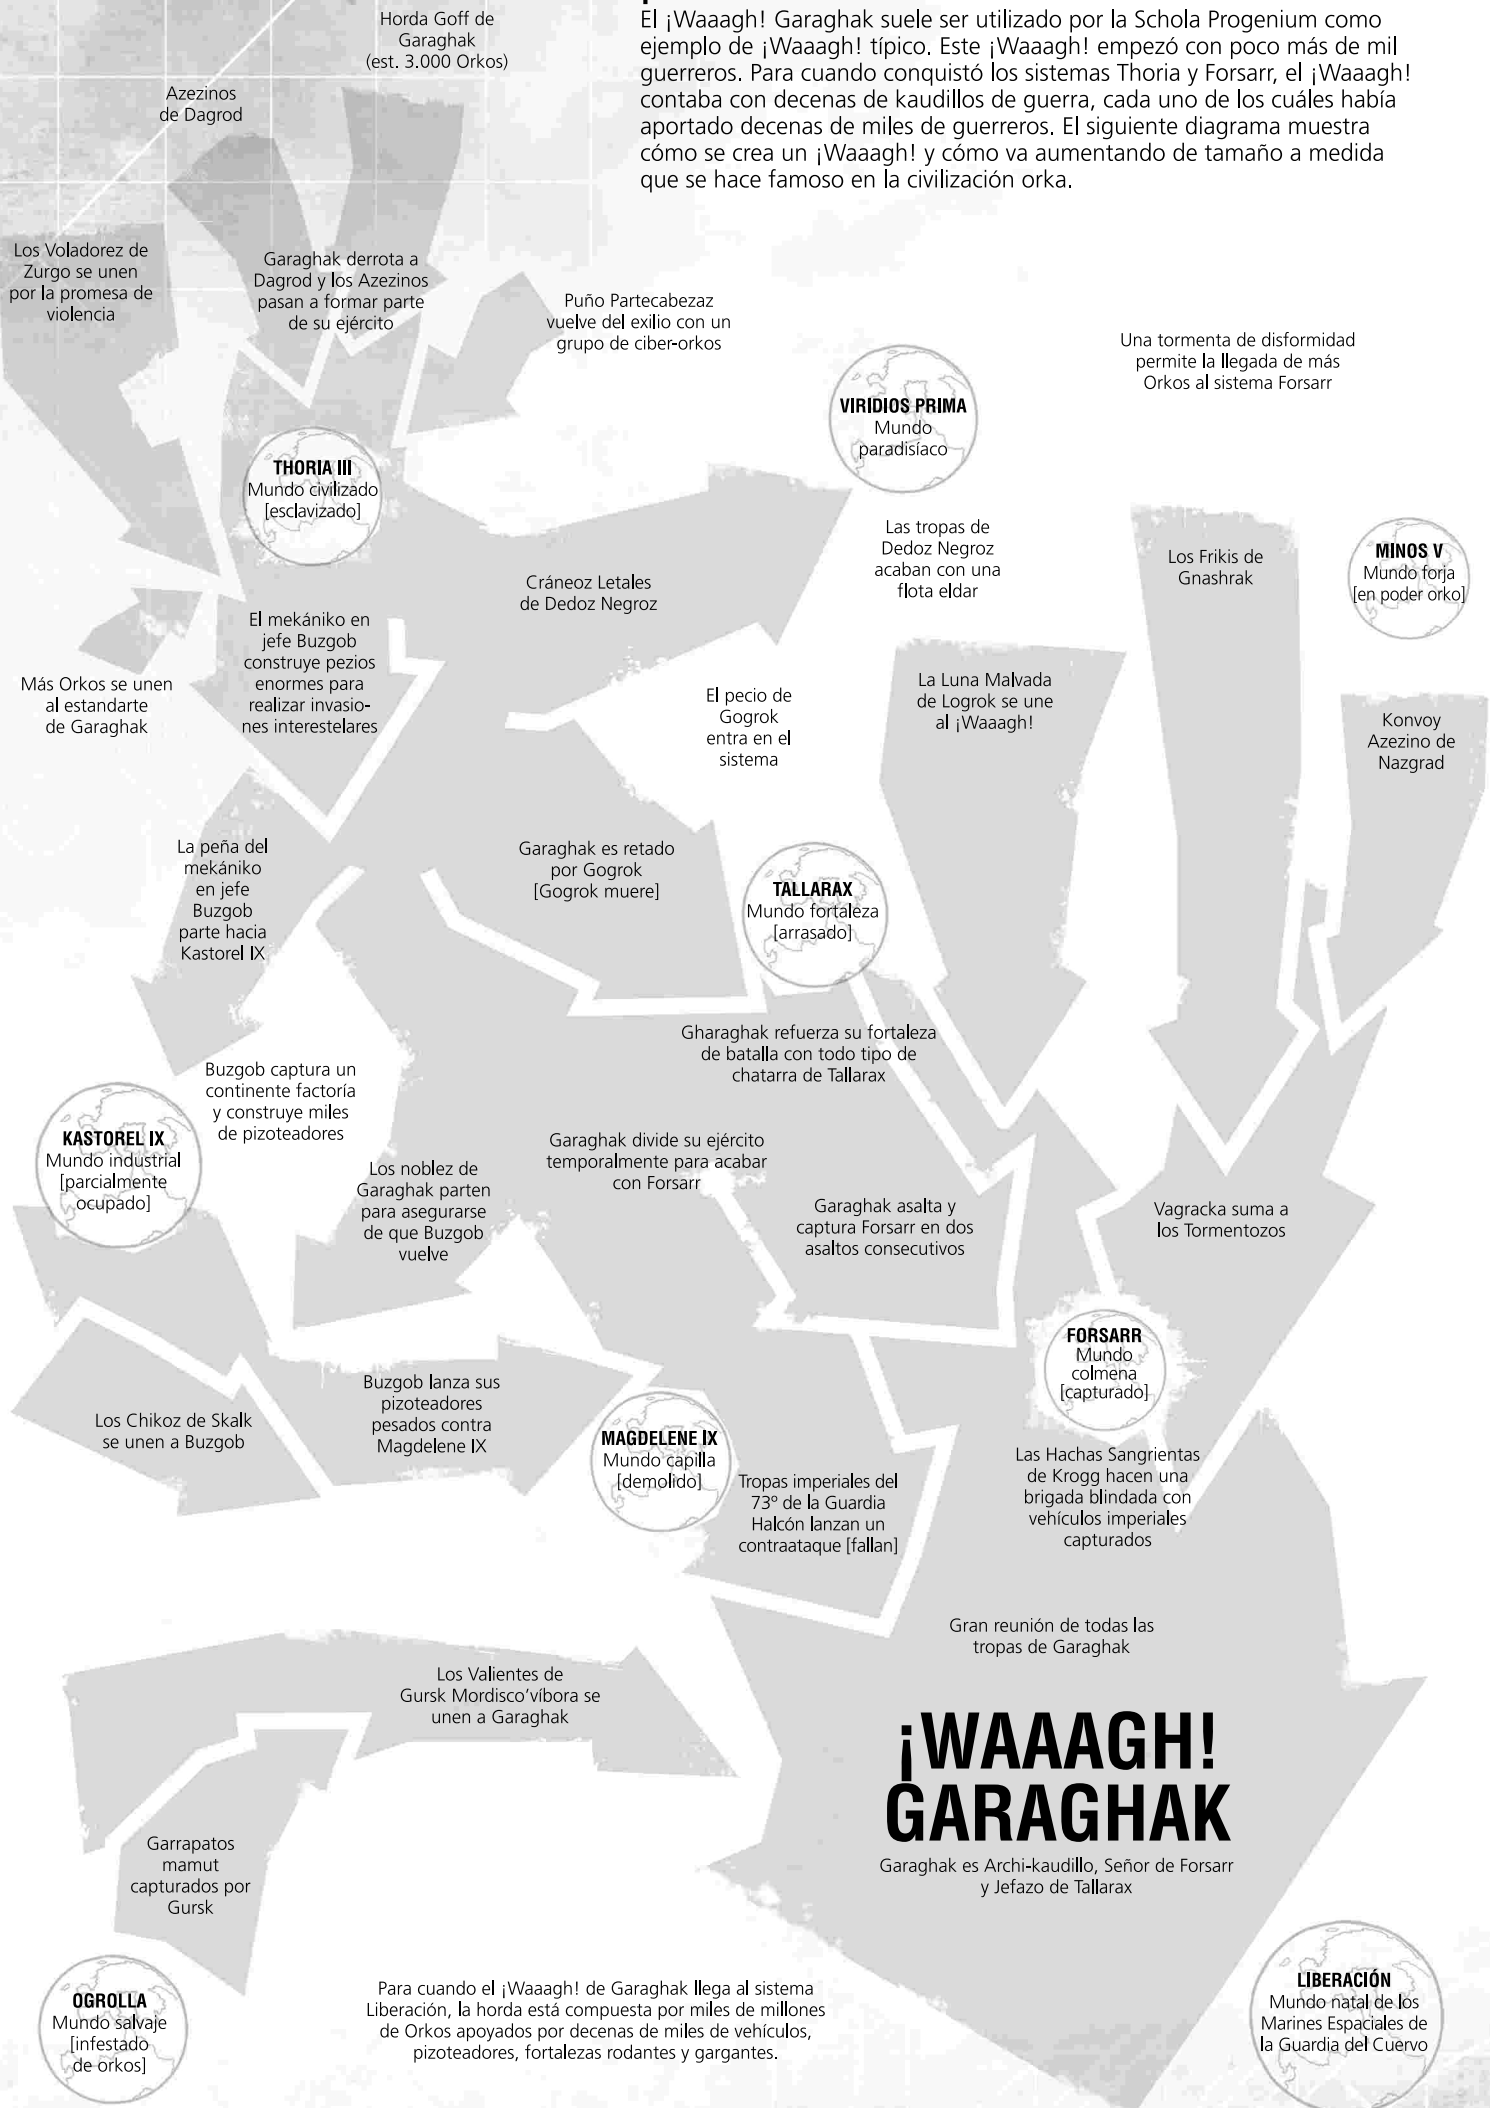 Horda Goff de
Garaghak
(est. 3.000 Orkos)
El ¡Waaagh! Garaghak suele ser utilizado por la Schola Progenium como
ejemplo de ¡Waaagh! típico. Este ¡Waaagh! empezó con poco más de mil
guerreros. Para cuando conquistó los sistemas Thoria y Forsarr, el ¡Waaagh!
contaba con decenas de kaudillos de guerra, cada uno de los cuáles había
aportado decenas de miles de guerreros. El siguiente diagrama muestra
cómo se crea un ¡Waaagh! y cómo va aumentando de tamaño a medida
que se hace famoso en la civilización orka.
Azezinos
de Dagrod
Los Voladorez de
Zurgo se unen
por la promesa de
violencia
Garaghak derrota a
Dagrod y los Azezinos
pasan a formar parte
de su ejército
Puño Partecabezaz
vuelve del exilio con un
grupo de ciber-orkos
Una tormenta de disformidad
permite la llegada de más
Orkos al sistema Forsarr
VIRIDIOS PRIMA
Mundo
paradisíaco
THORIA III
Mundo civilizado
[esclavizado]
Las tropas de
Dedoz Negroz
acaban con una
flota eldar
Los Frikis de
Gnashrak
MINOS V
Mundo forja
[en poder orko]
Cráneoz Letales
de Dedoz Negroz
El mekániko en
jefe Buzgob
construye pezios
enormes para
realizar invasio-
nes interestelares
Más Orkos se unen
al estandarte
de Garaghak
El pecio de
Gogrok
entra en el
sistema
La Luna Malvada
de Logrok se une
al ¡Waaagh!
Konvoy
Azezino de
Nazgrad
La peña del
mekániko
en jefe
Buzgob
parte hacia
Kastorel IX
Garaghak es retado
por Gogrok
[Gogrok muere]
TALLARAX
Mundo fortaleza
[arrasado]
Gharaghak refuerza su fortaleza
de batalla con todo tipo de
chatarra de Tallarax
Buzgob captura un
continente factoría
y construye miles
de pizoteadores
KASTOREL IX
Mundo industrial
[parcialmente
ocupado]
Garaghak divide su ejército
temporalmente para acabar
con Forsarr
Los noblez de
Garaghak parten
para asegurarse
de que Buzgob
vuelve
Garaghak asalta y
captura Forsarr en dos
asaltos consecutivos
Vagracka suma a
los Tormentozos
FORSARR
Mundo
colmena
[capturado]
Buzgob lanza sus
pizoteadores
pesados contra
Magdelene IX
Los Chikoz de Skalk
se unen a Buzgob
MAGDELENE IX
Mundo capilla
[demolido]
Tropas imperiales del
73º de la Guardia
Halcón lanzan un
contraataque [fallan]
Las Hachas Sangrientas
de Krogg hacen una
brigada blindada con
vehículos imperiales
capturados
Gran reunión de todas las
tropas de Garaghak
Los Valientes de
Gursk Mordisco'víbora se
unen a Garaghak
¡WAAAGH!
GARAGHAK
Garaghak es Archi-kaudillo, Señor de Forsarr
y Jefazo de Tallarax
Garrapatos
mamut
capturados por
Gursk
OGROLLA
Mundo salvaje
[infestado
de orkos]
Para cuando el ¡Waaagh! de Garaghak llega al sistema
Liberación, la horda está compuesta por miles de millones
de Orkos apoyados por decenas de miles de vehículos,
pizoteadores, fortalezas rodantes y gargantes.
LIBERACIÓN
Mundo natal de los
Marines Espaciales de
la Guardia del Cuervo